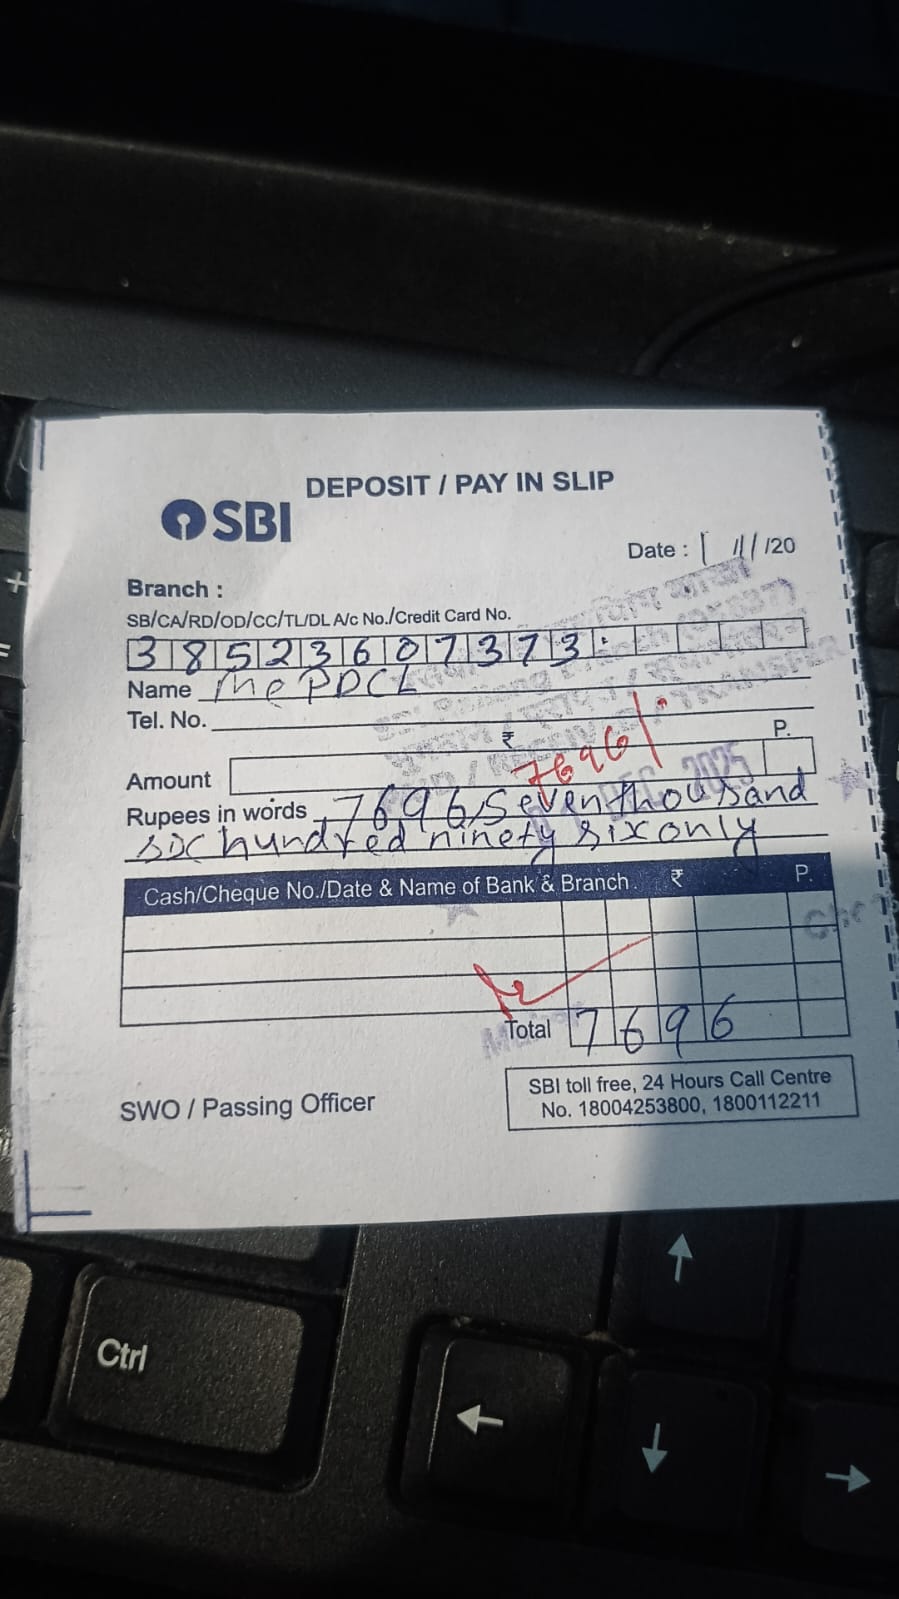 DEPOSIT / PAY IN SLIP
SBI
Date : /20
Branch :
SB/CA/RD/OD/CC/TL/DL A/c No./Credit Card No.
38523607373
Name The PDCL
Tel. No.
₹ P.
7696/-
Amount
DEC 2025
Rupees in words 7696/Seven thousand
six hundred ninety six only
Cash/Cheque No./Date & Name of Bank & Branch ₹ P.
Total 7696
SWO / Passing Officer
SBI toll free, 24 Hours Call Centre
No. 18004253800, 1800112211
+
=
Ctrl
↑
← ↓ →